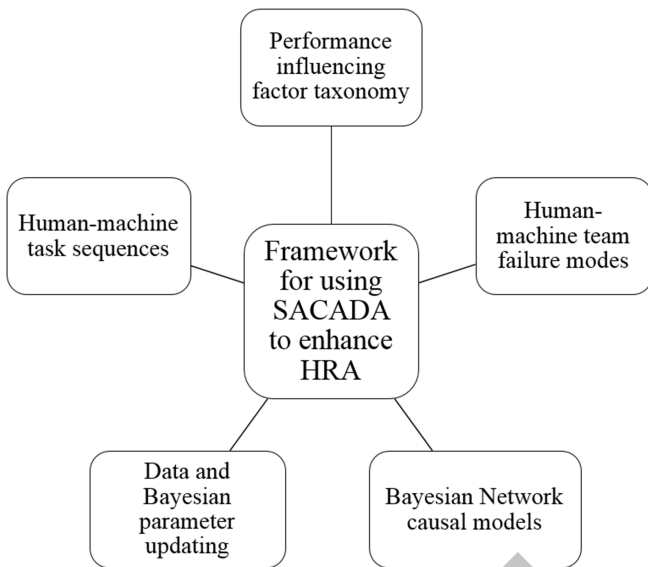 Performance
influencing
factor taxonomy
Human-machine
task sequences
Human-
machine team
failure modes
Framework
for using
SACADA
to enhance
HRA
Data and
Bayesian
parameter
updating
Bayesian Network
causal models